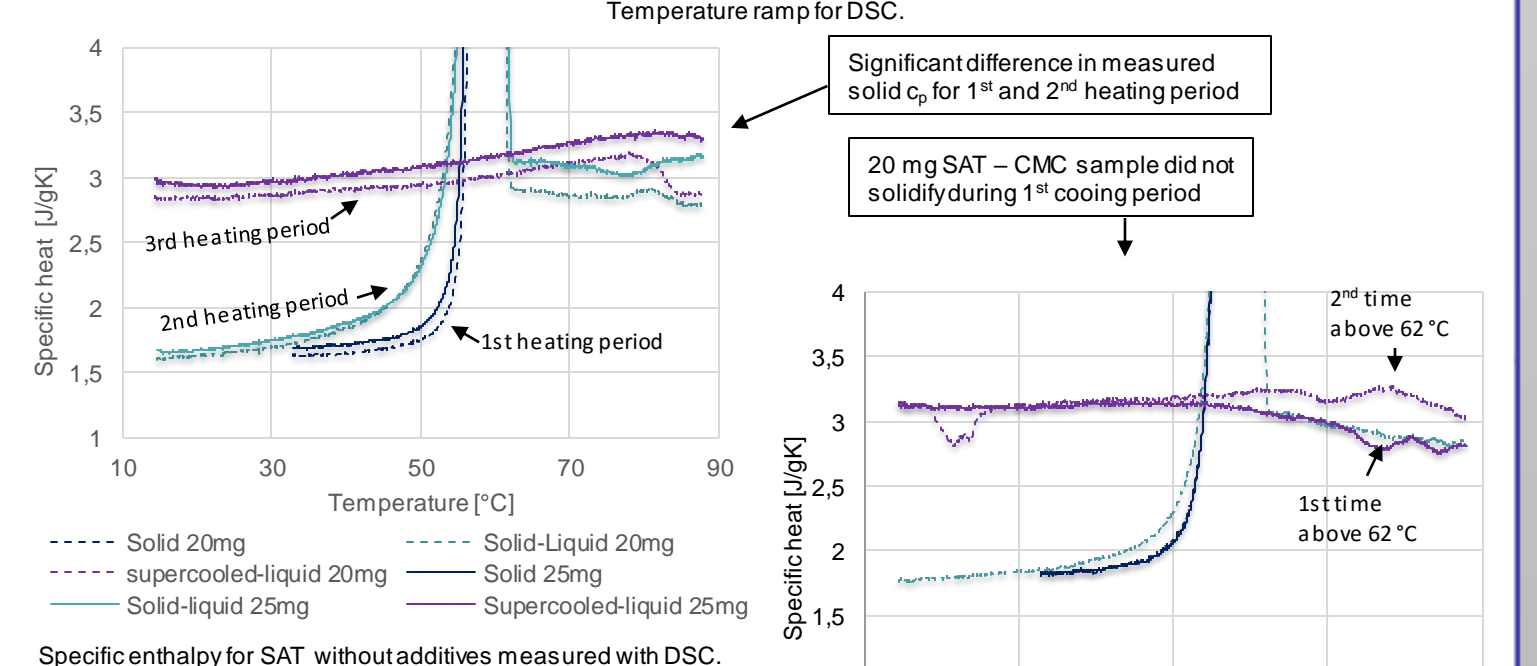 Temperature ramp for DSC.
4
3,5
3
2,5
2
1,5
1
10 30 50 70 90
Specific heat [J/gK]
Temperature [°C]
3rd heating period
2nd heating period
1st heating period
Solid 20mg
Solid-Liquid 20mg
supercooled-liquid 20mg
Solid 25mg
Solid-liquid 25mg
Supercooled-liquid 25mg
Specific enthalpy for SAT without additives measured with DSC.
Significant difference in measured
solid cp for 1st and 2nd heating period
20 mg SAT – CMC sample did not
solidify during 1st cooing period
4
3,5
3
2,5
2
1,5
Specific heat [J/gK]
2nd time
above 62 °C
1st time
above 62 °C